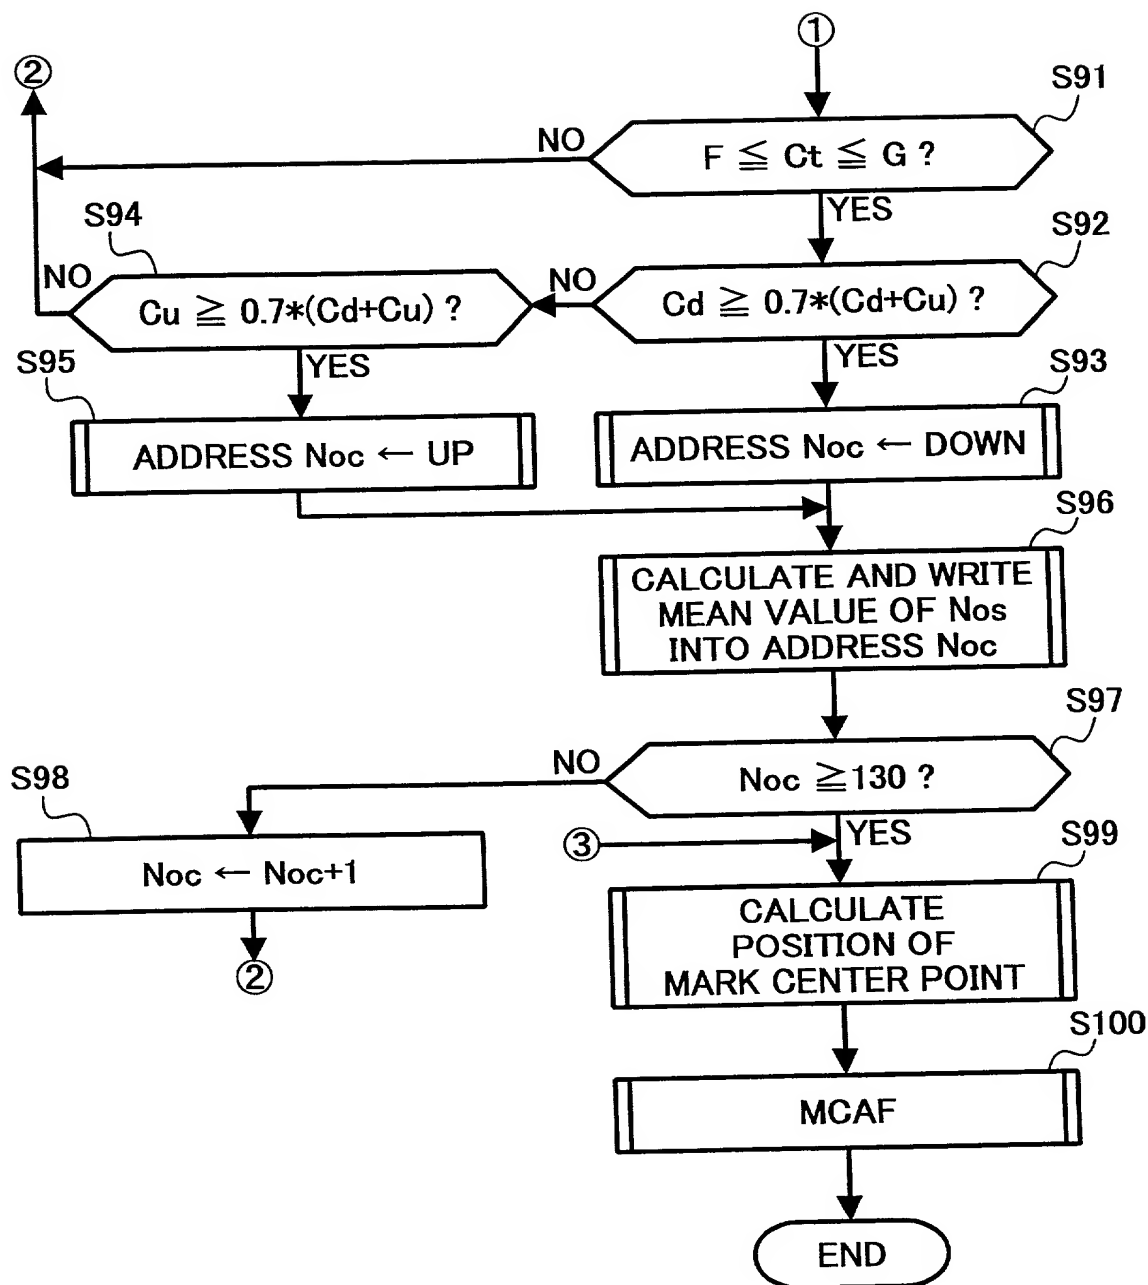 ①
②
S91
NO
F ≦ Ct ≦ G ?
YES
S94
S92
NO
Cu ≧ 0.7*(Cd+Cu) ?
NO
Cd ≧ 0.7*(Cd+Cu) ?
S95
YES
YES
S93
ADDRESS Noc ← UP
ADDRESS Noc ← DOWN
S96
CALCULATE AND WRITE
MEAN VALUE OF Nos
INTO ADDRESS Noc
S97
S98
NO
Noc ≧130 ?
③
YES
S99
Noc ← Noc+1
②
CALCULATE
POSITION OF
MARK CENTER POINT
S100
MCAF
END